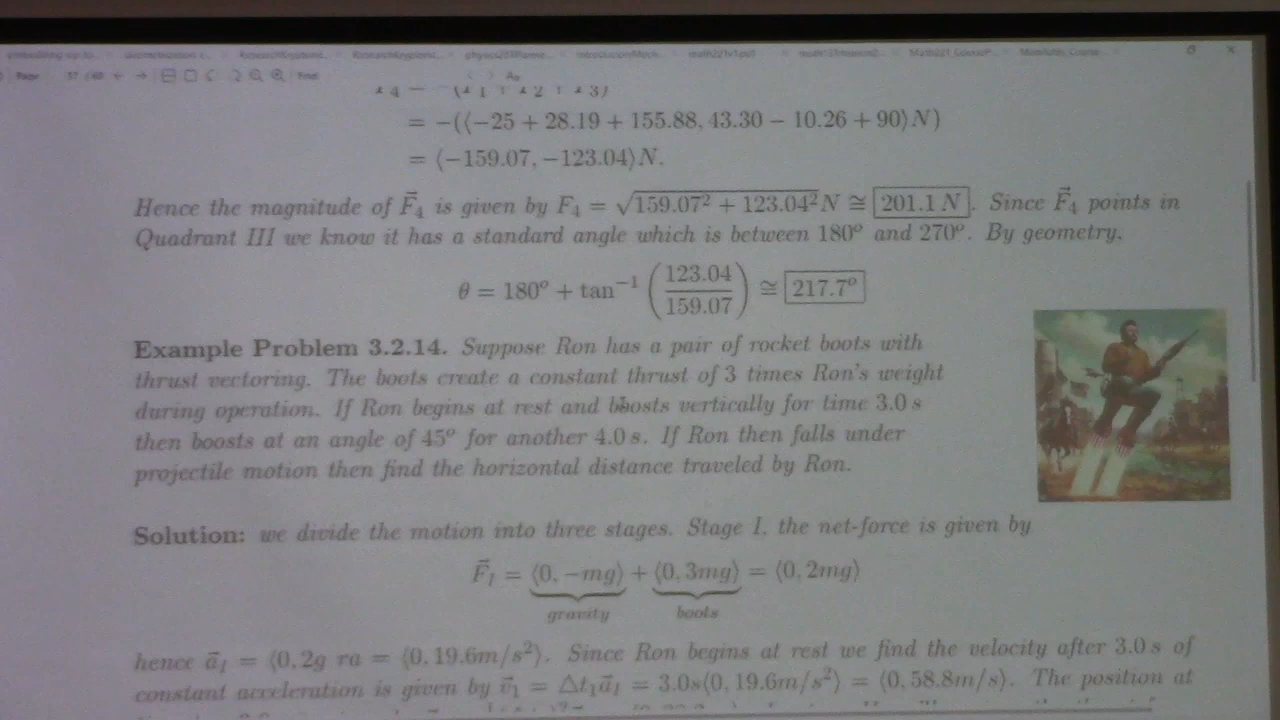 Page 37 / 60 Find
= −(⟨−25 + 28.19 + 155.88, 43.30 − 10.26 + 90⟩N)
= ⟨−159.07, −123.04⟩N.
Hence the magnitude of F⃗₄ is given by F₄ = √159.07² + 123.04² N ≅ 201.1 N . Since F⃗₄ points in
Quadrant III we know it has a standard angle which is between 180° and 270°. By geometry,
θ = 180° + tan⁻¹ (123.04/159.07) ≅ 217.7°
Example Problem 3.2.14. Suppose Ron has a pair of rocket boots with
thrust vectoring. The boots create a constant thrust of 3 times Ron's weight
during operation. If Ron begins at rest and boosts vertically for time 3.0 s
then boosts at an angle of 45° for another 4.0 s. If Ron then falls under
projectile motion then find the horizontal distance traveled by Ron.
Solution: we divide the motion into three stages. Stage I, the net-force is given by
F⃗_I = ⟨0, −mg⟩ + ⟨0, 3mg⟩ = ⟨0, 2mg⟩
gravity boots
hence a⃗_I = ⟨0, 2g ra = ⟨0, 19.6m/s²⟩. Since Ron begins at rest we find the velocity after 3.0 s of
constant acceleration is given by v⃗₁ = Δt₁a⃗_I = 3.0s⟨0, 19.6m/s²⟩ = ⟨0, 58.8m/s⟩. The position at